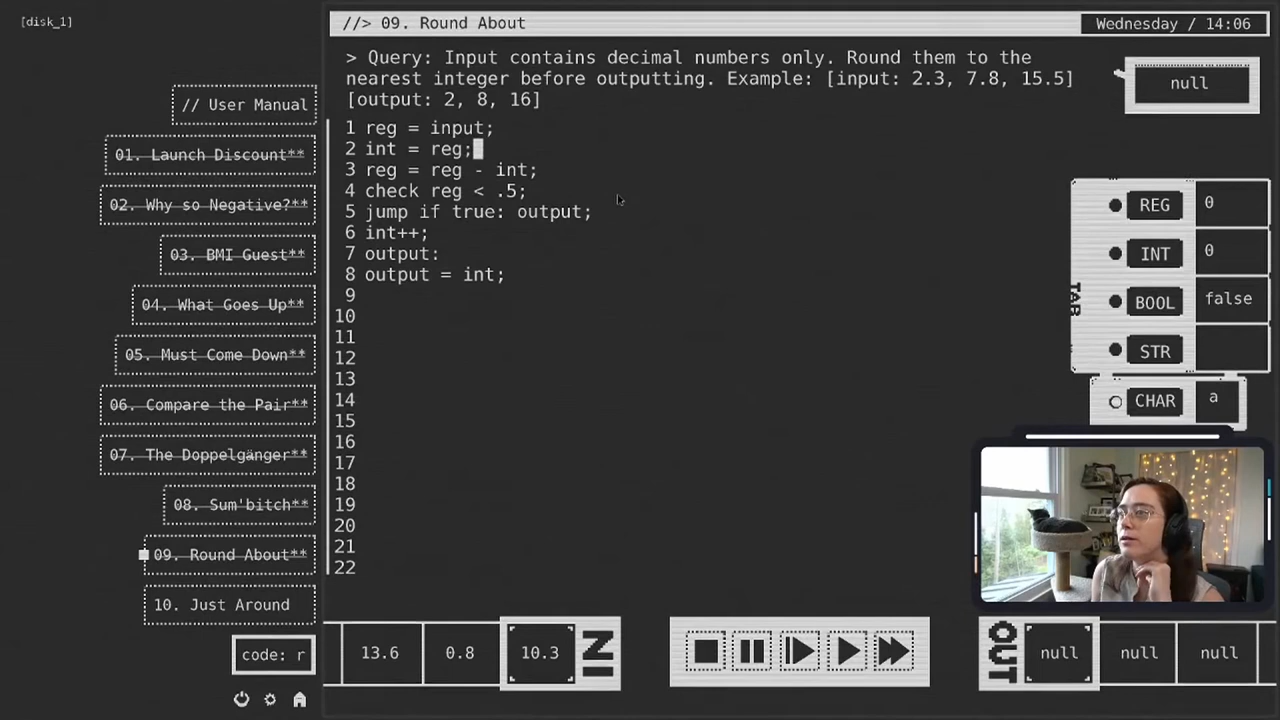 [disk_1]
//> 09. Round About
Wednesday / 14:06
> Query: Input contains decimal numbers only. Round them to the
nearest integer before outputting. Example: [input: 2.3, 7.8, 15.5]
[output: 2, 8, 16]
null
// User Manual
01. Launch Discount**
02. Why so Negative?**
03. BMI Guest**
04. What Goes Up**
05. Must Come Down**
06. Compare the Pair**
07. The Doppelgänger**
08. Sum'bitch**
09. Round About**
10. Just Around
code: r
1 reg = input;
2 int = reg;
3 reg = reg - int;
4 check reg < .5;
5 jump if true: output;
6 int++;
7 output:
8 output = int;
9
10
11
12
13
14
15
16
17
18
19
20
21
22
TAB
REG 0
INT 0
BOOL false
STR
CHAR a
13.6 0.8 10.3 IN
OUT null null null